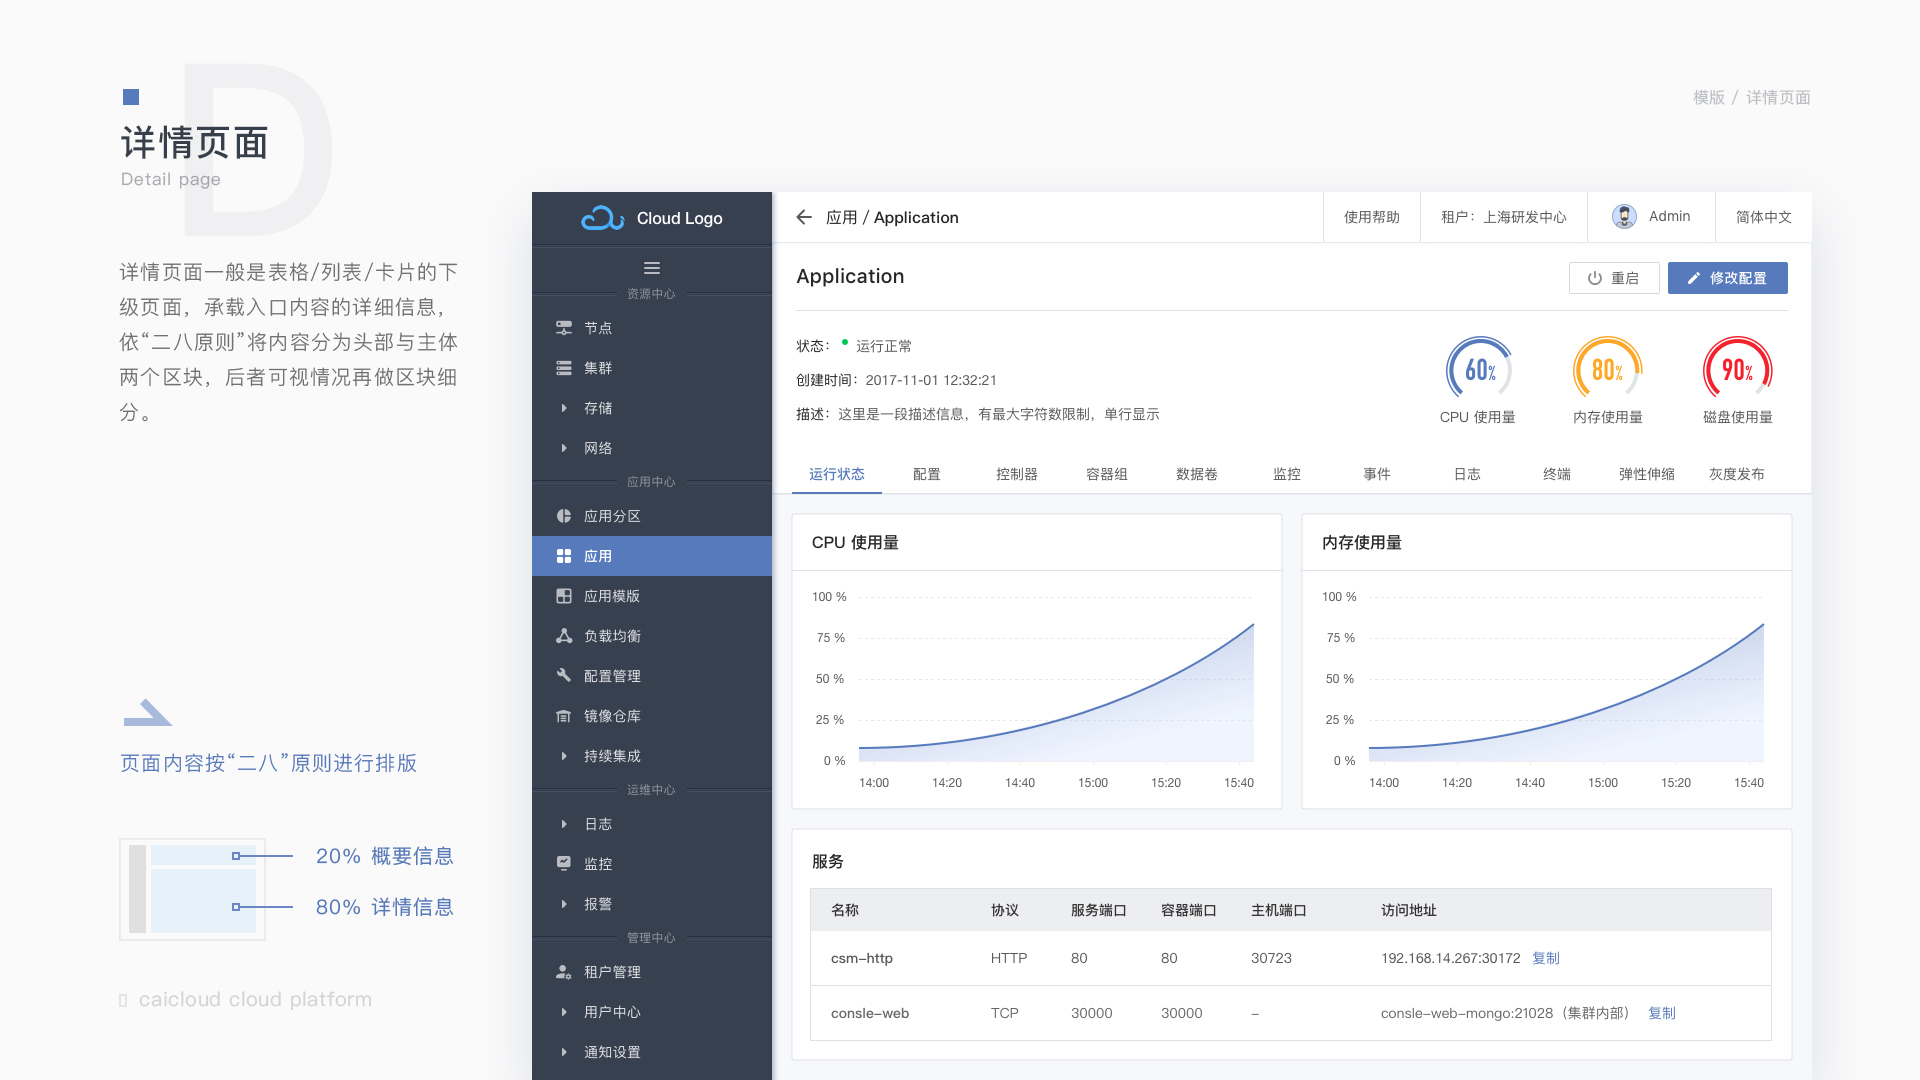 D
详情页面
Detail page
模版 / 详情页面
详情页面一般是表格/列表/卡片的下
级页面，承载入口内容的详细信息，
依“二八原则”将内容分为头部与主体
两个区块，后者可视情况再做区块细
分。
页面内容按“二八”原则进行排版
20% 概要信息
80% 详情信息
caicloud cloud platform
Cloud Logo
资源中心
节点
集群
存储
网络
应用中心
应用分区
应用
应用模版
负载均衡
配置管理
镜像仓库
持续集成
运维中心
日志
监控
报警
管理中心
租户管理
用户中心
通知设置
应用 / Application
使用帮助
租户：上海研发中心
Admin
简体中文
Application
重启
修改配置
状态： 运行正常
创建时间：2017-11-01 12:32:21
描述：这里是一段描述信息，有最大字符数限制，单行显示
60%
CPU 使用量
80%
内存使用量
90%
磁盘使用量
运行状态 配置 控制器 容器组 数据卷 监控 事件 日志 终端 弹性伸缩 灰度发布
CPU 使用量
100 %
75 %
50 %
25 %
0 %
14:00 14:20 14:40 15:00 15:20 15:40
内存使用量
100 %
75 %
50 %
25 %
0 %
14:00 14:20 14:40 15:00 15:20 15:40
服务
名称 协议 服务端口 容器端口 主机端口 访问地址
csm-http HTTP 80 80 30723 192.168.14.267:30172 复制
consle-web TCP 30000 30000 – consle-web-mongo:21028（集群内部） 复制